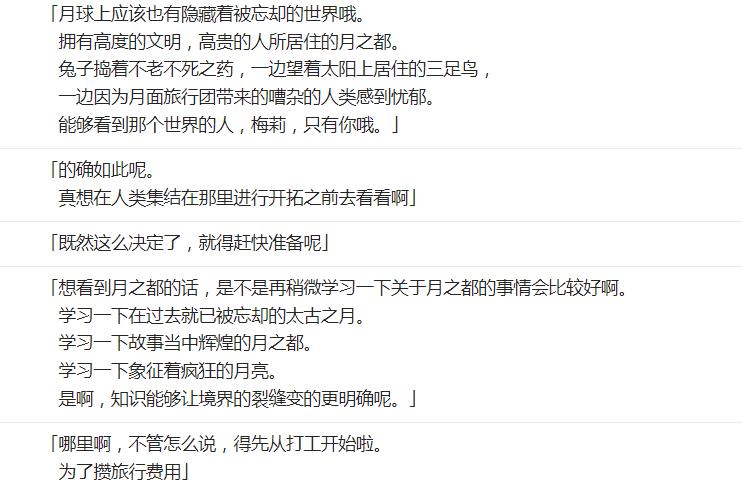 「月球上应该也有隐藏着被忘却的世界哦。
拥有高度的文明，高贵的人所居住的月之都。
兔子捣着不老不死之药，一边望着太阳上居住的三足鸟，
一边因为月面旅行团带来的嘈杂的人类感到忧郁。
能够看到那个世界的人，梅莉，只有你哦。」
「的确如此呢。
真想在人类集结在那里进行开拓之前去看看啊」
「既然这么决定了，就得赶快准备呢」
「想看到月之都的话，是不是再稍微学习一下关于月之都的事情会比较好啊。
学习一下在过去就已被忘却的太古之月。
学习一下故事当中辉煌的月之都。
学习一下象征着疯狂的月亮。
是啊，知识能够让境界的裂缝变的更明确呢。」
「哪里啊，不管怎么说，得先从打工开始啦。
为了攒旅行费用」